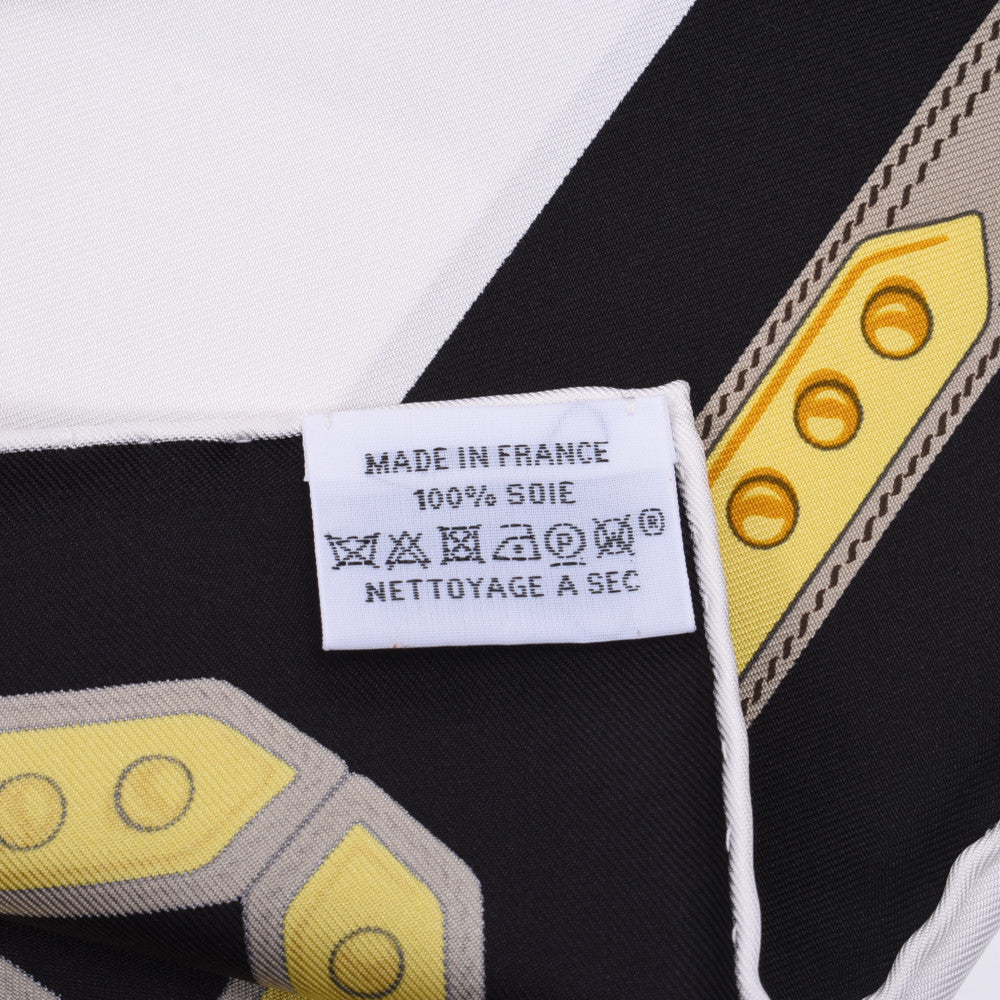 MADE IN FRANCE
100% SOIE
P ®
NETTOYAGE A SEC